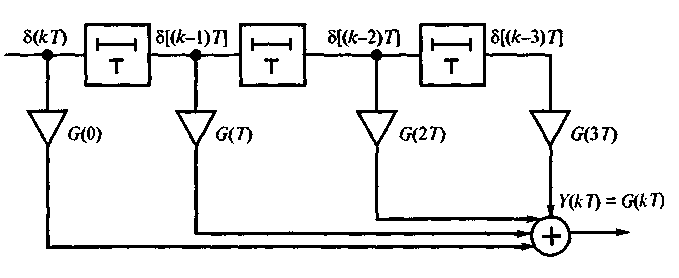 δ(kT) δ[(k–1)T] δ[(k–2)T] δ[(k–3)T]
T T T
G(0) G(T) G(2T) G(3T)
Y(kT) = G(kT)
+